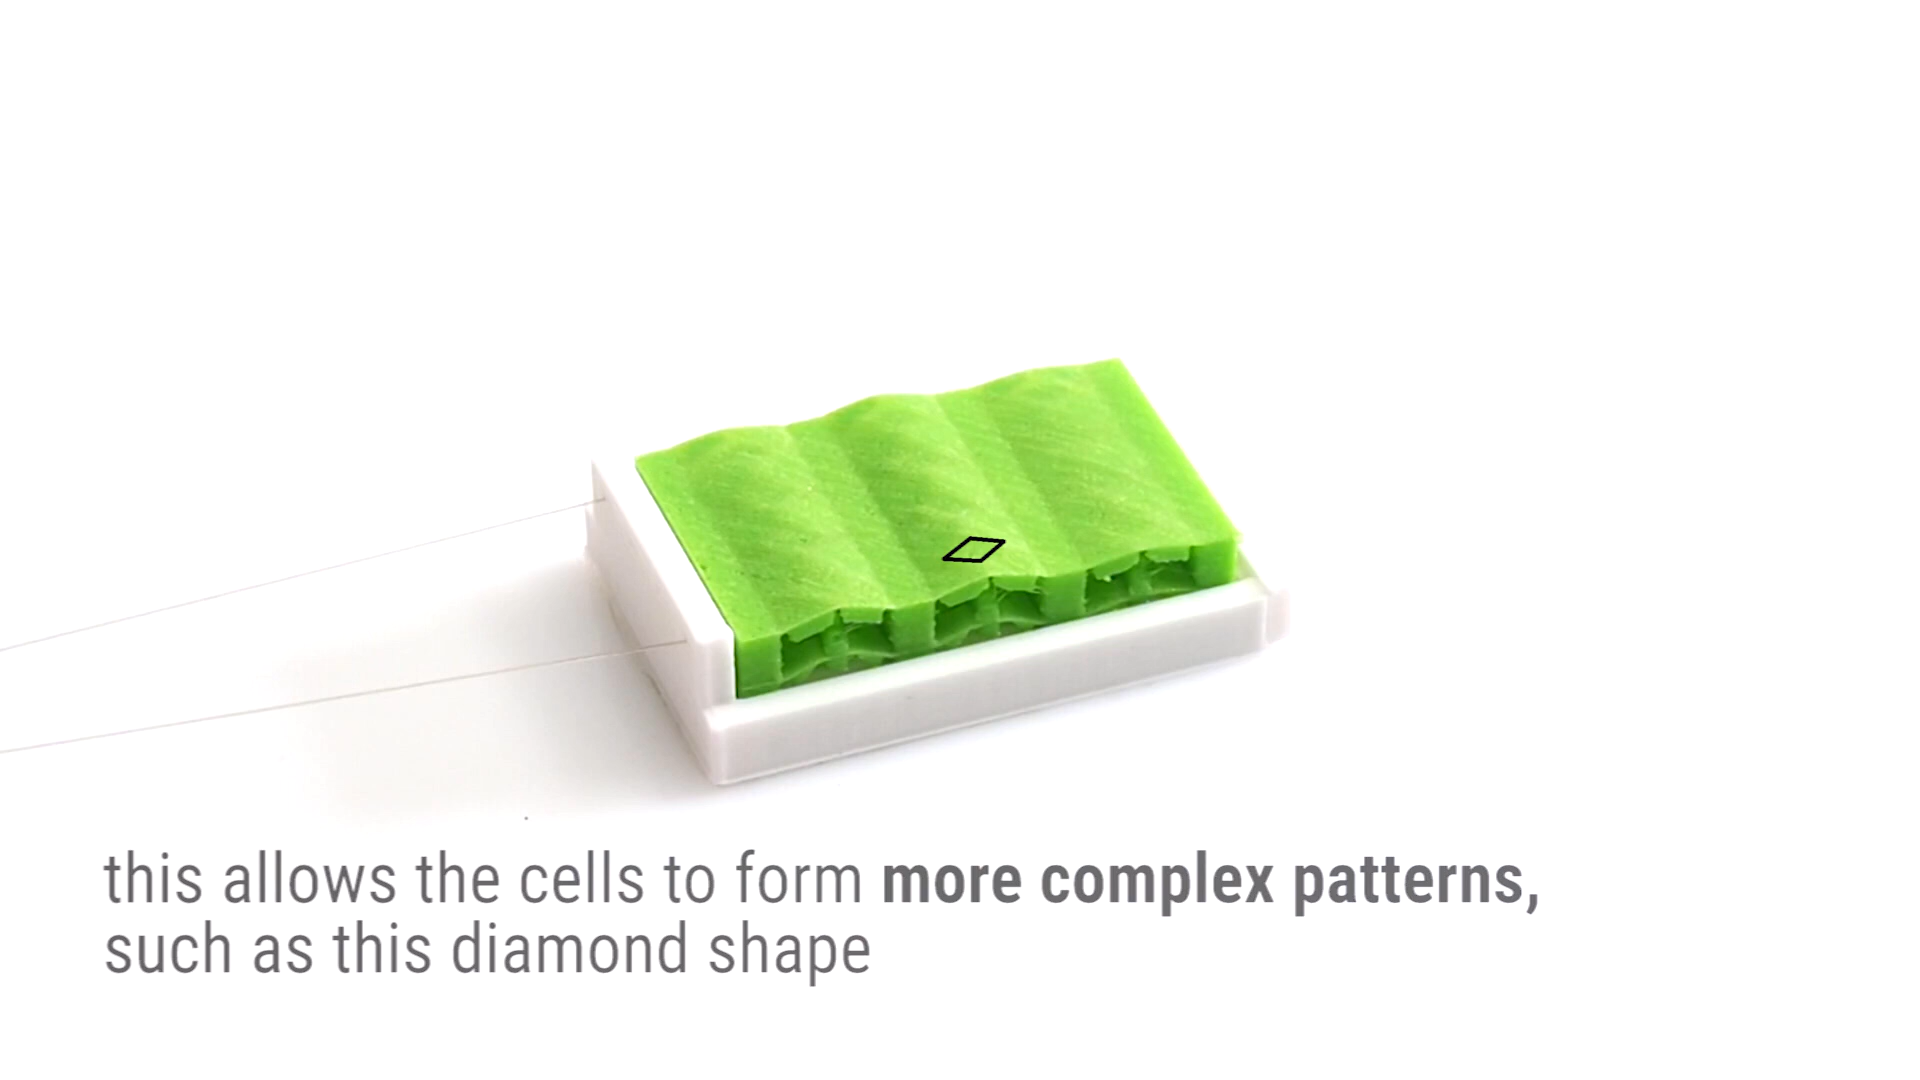 this allows the cells to form more complex patterns,
such as this diamond shape